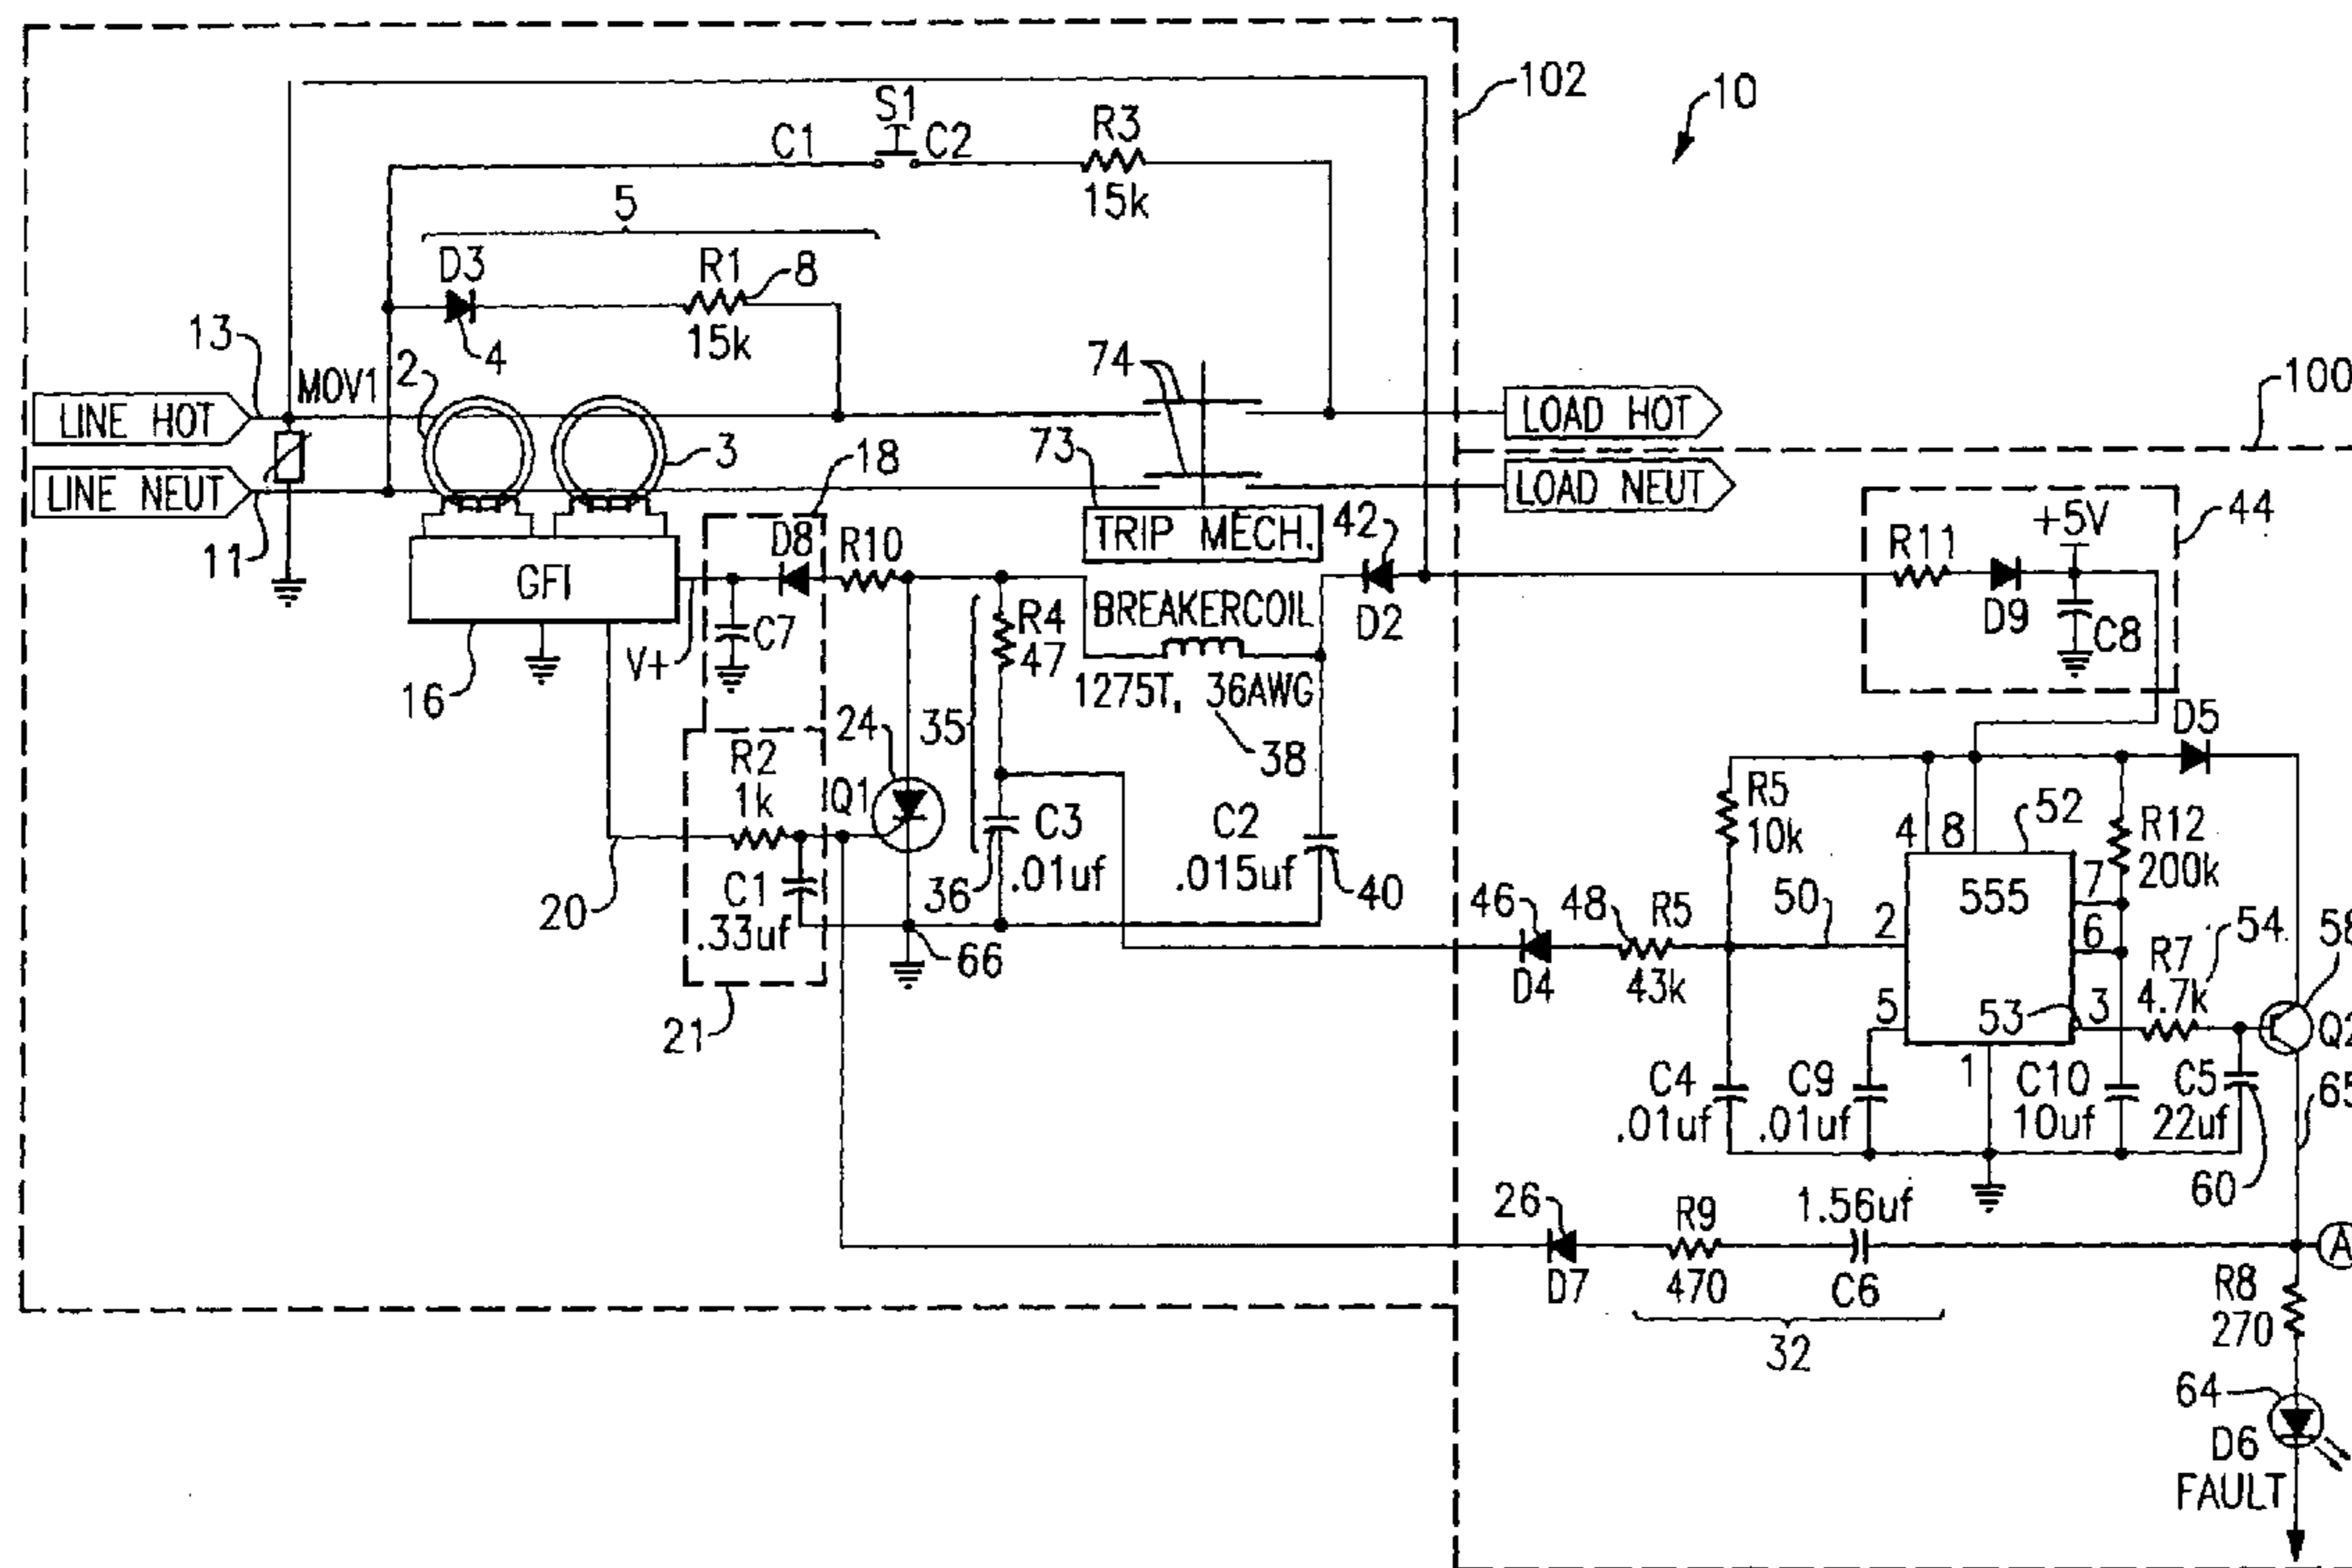 102
10
S1
C1
C2
R3
15k
5
D3
R1
8
15k
4
13
MOV1
2
74
LINE HOT
LOAD HOT
100
3
73
18
LINE NEUT
LOAD NEUT
11
TRIP MECH.
42
44
GFI
D8
R10
R11
+5V
C7
R4
47
BREAKERCOIL
D2
D9
C8
V+
16
1275T, 36AWG
24
35
38
D5
R2
1k
Q1
R5
10k
4
8
52
R12
200k
C3
.01uf
C2
.015uf
C1
.33uf
36
40
20
46
48
R5
50
2
555
7
6
54
R7
4.7k
58
66
D4
43k
5
53
3
Q2
21
C4
.01uf
C9
.01uf
1
C10
10uf
C5
22uf
65
60
26
R9
1.56uf
A
D7
470
C6
R8
270
32
64
D6
FAULT